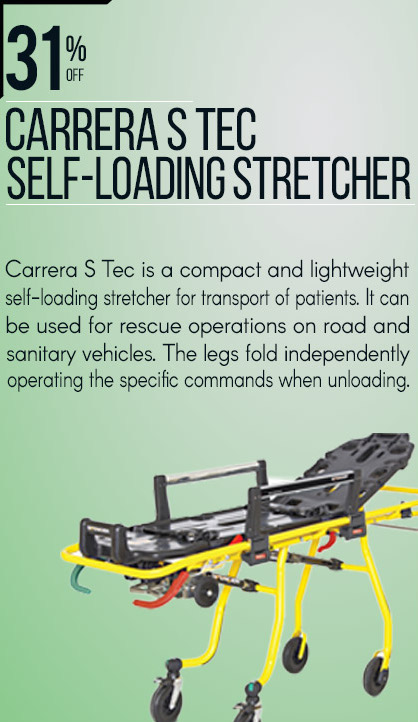 31%
OFF
CARRERA S TEC
SELF-LOADING STRETCHER
Carrera S Tec is a compact and lightweight
self-loading stretcher for transport of patients. It can
be used for rescue operations on road and
sanitary vehicles. The legs fold independently
operating the specific commands when unloading.